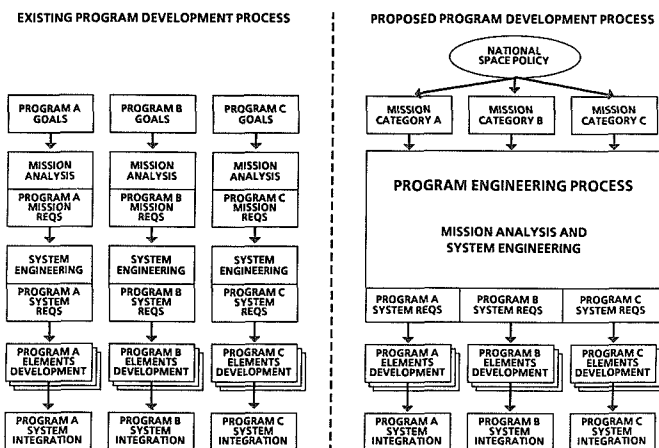 EXISTING PROGRAM DEVELOPMENT PROCESS
PROGRAM A
GOALS
PROGRAM B
GOALS
PROGRAM C
GOALS
MISSION
ANALYSIS
MISSION
ANALYSIS
MISSION
ANALYSIS
PROGRAM A
MISSION
REQS
PROGRAM B
MISSION
REQS
PROGRAM C
MISSION
REQS
SYSTEM
ENGINEERING
SYSTEM
ENGINEERING
SYSTEM
ENGINEERING
PROGRAM A
SYSTEM
REQS
PROGRAM B
SYSTEM
REQS
PROGRAM C
SYSTEM
REQS
PROGRAM A
ELEMENTS
DEVELOPMENT
PROGRAM B
ELEMENTS
DEVELOPMENT
PROGRAM C
ELEMENTS
DEVELOPMENT
PROGRAM A
SYSTEM
INTEGRATION
PROGRAM B
SYSTEM
INTEGRATION
PROGRAM C
SYSTEM
INTEGRATION
PROPOSED PROGRAM DEVELOPMENT PROCESS
NATIONAL
SPACE POLICY
MISSION
CATEGORY A
MISSION
CATEGORY B
MISSION
CATEGORY C
PROGRAM ENGINEERING PROCESS
MISSION ANALYSIS AND
SYSTEM ENGINEERING
PROGRAM A
SYSTEM REQS
PROGRAM B
SYSTEM REQS
PROGRAM C
SYSTEM REQS
PROGRAM A
ELEMENTS
DEVELOPMENT
PROGRAM B
ELEMENTS
DEVELOPMENT
PROGRAM C
ELEMENTS
DEVELOPMENT
PROGRAM A
SYSTEM
INTEGRATION
PROGRAM B
SYSTEM
INTEGRATION
PROGRAM C
SYSTEM
INTEGRATION